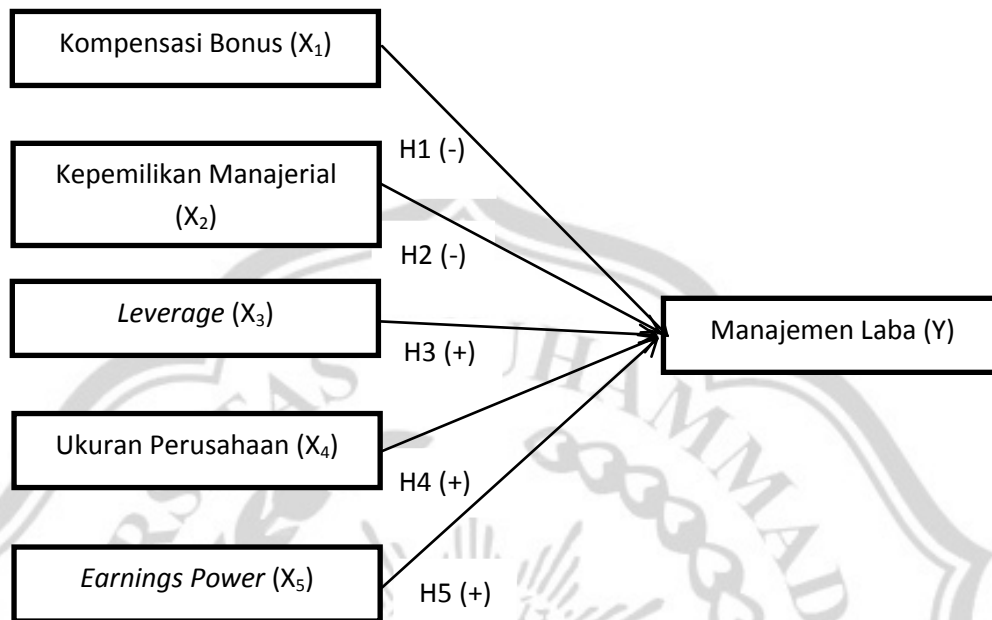 Kompensasi Bonus (X₁)
H1 (-)
Kepemilikan Manajerial
(X₂)
H2 (-)
Leverage (X₃)
Manajemen Laba (Y)
H3 (+)
Ukuran Perusahaan (X₄)
H4 (+)
Earnings Power (X₅)
H5 (+)